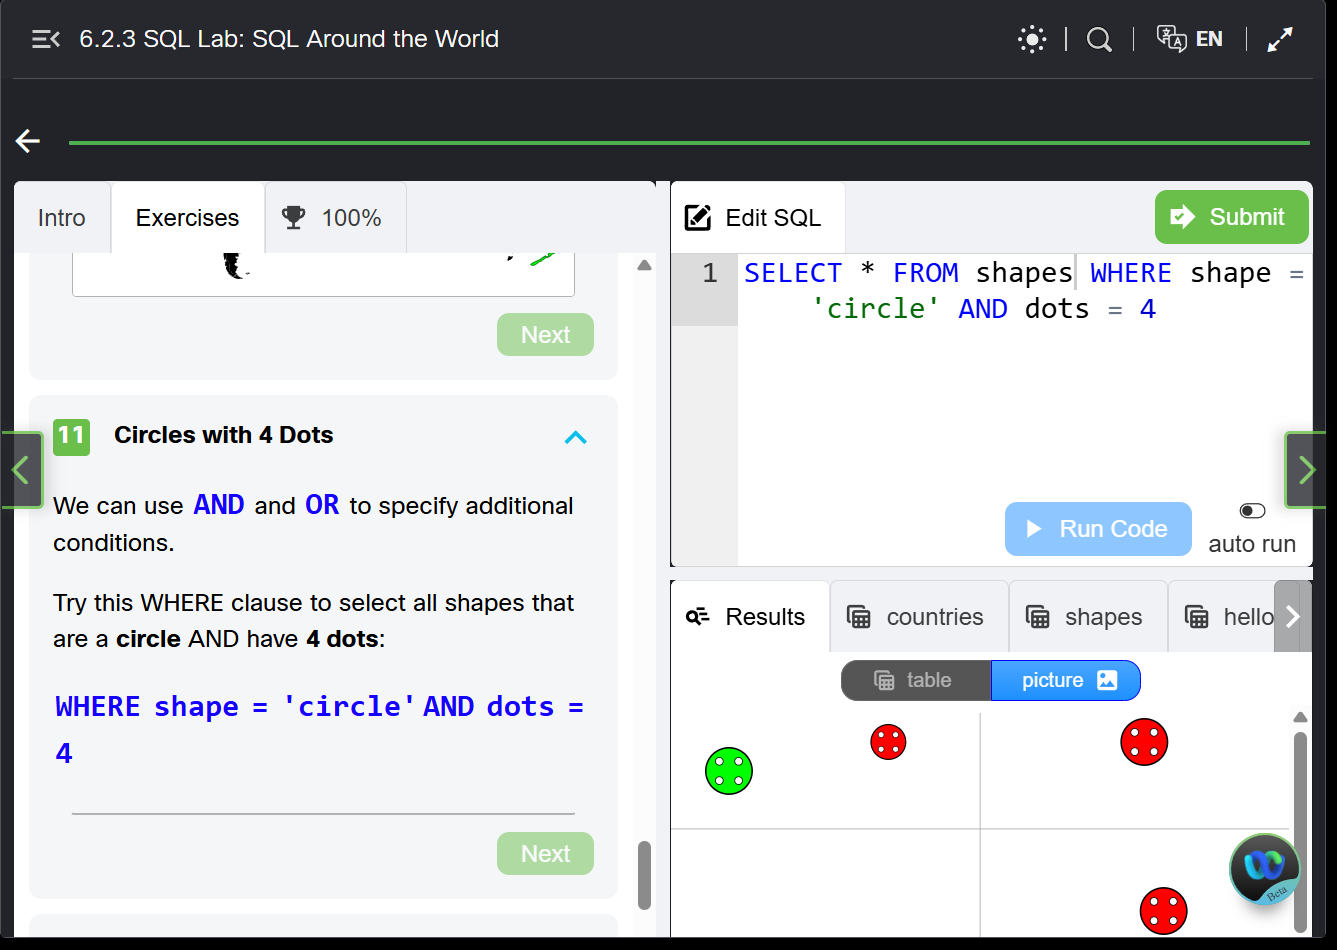 6.2.3 SQL Lab: SQL Around the World
EN
Intro
Exercises
100%
Next
11 Circles with 4 Dots
We can use AND and OR to specify additional
conditions.
Try this WHERE clause to select all shapes that
are a circle AND have 4 dots:
WHERE shape = 'circle' AND dots =
4
Next
Edit SQL
Submit
1 SELECT * FROM shapes WHERE shape =
'circle' AND dots = 4
Run Code
auto run
Results
countries
shapes
hello
table
picture
Beta